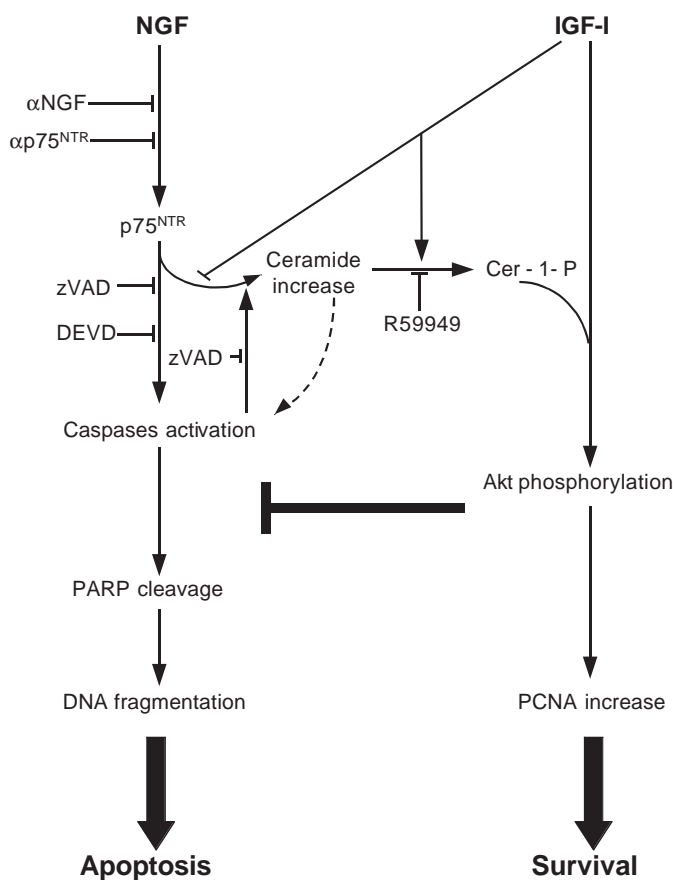 NGF
IGF-I
αNGF
αp75NTR
p75NTR
Ceramide
increase
Cer - 1- P
zVAD
R59949
DEVD
zVAD
Caspases activation
Akt phosphorylation
PARP cleavage
DNA fragmentation
PCNA increase
Apoptosis
Survival